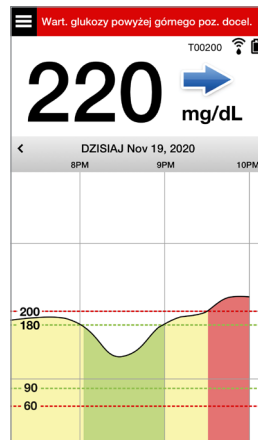 Wart. glukozy powyżej górnego poz. docel.
T00200
220
mg/dL
< DZISIAJ Nov 19, 2020
8PM 9PM 10PM
200
180
90
60